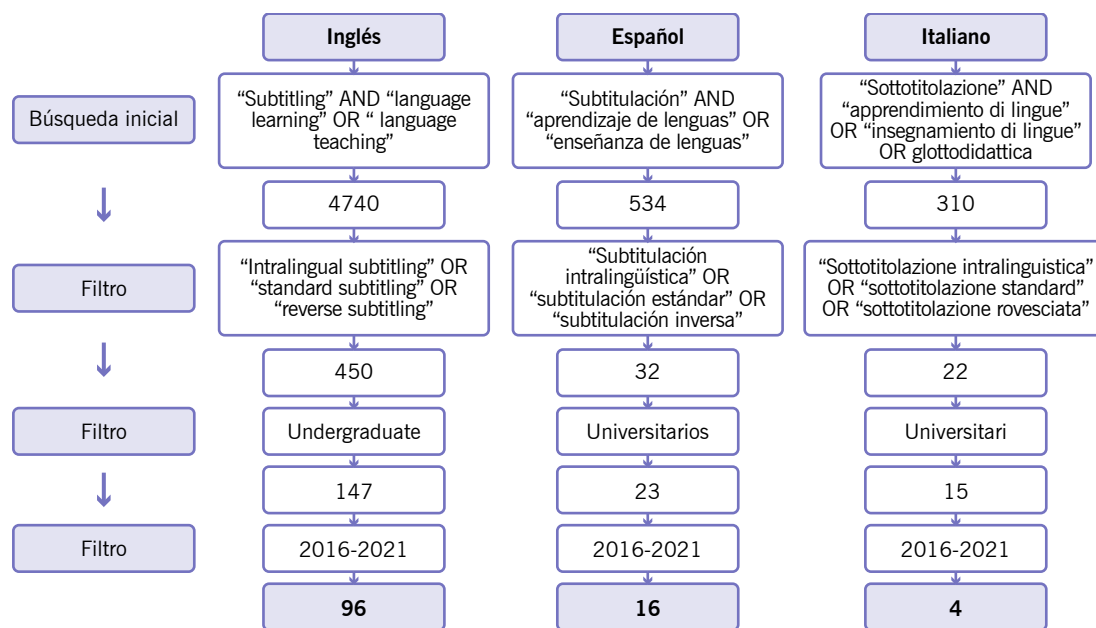 Inglés
Español
Italiano
Búsqueda inicial
“Subtitling” AND “language
learning” OR “ language
teaching”
“Subtitulación” AND
“aprendizaje de lenguas” OR
“enseñanza de lenguas”
“Sottotitolazione” AND
“apprendimiento di lingue”
OR “insegnamiento di lingue”
OR glottodidattica
4740
534
310
Filtro
“Intralingual subtitling” OR
“standard subtitling” OR
“reverse subtitling”
“Subtitulación
intralingüística” OR
“subtitulación estándar” OR
“subtitulación inversa”
“Sottotitolazione intralinguistica”
OR “sottotitolazione standard”
OR “sottotitolazione rovesciata”
450
32
22
Filtro
Undergraduate
Universitarios
Universitari
147
23
15
Filtro
2016-2021
2016-2021
2016-2021
96
16
4